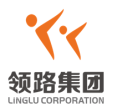 领路集团
LINGLU CORPORATION